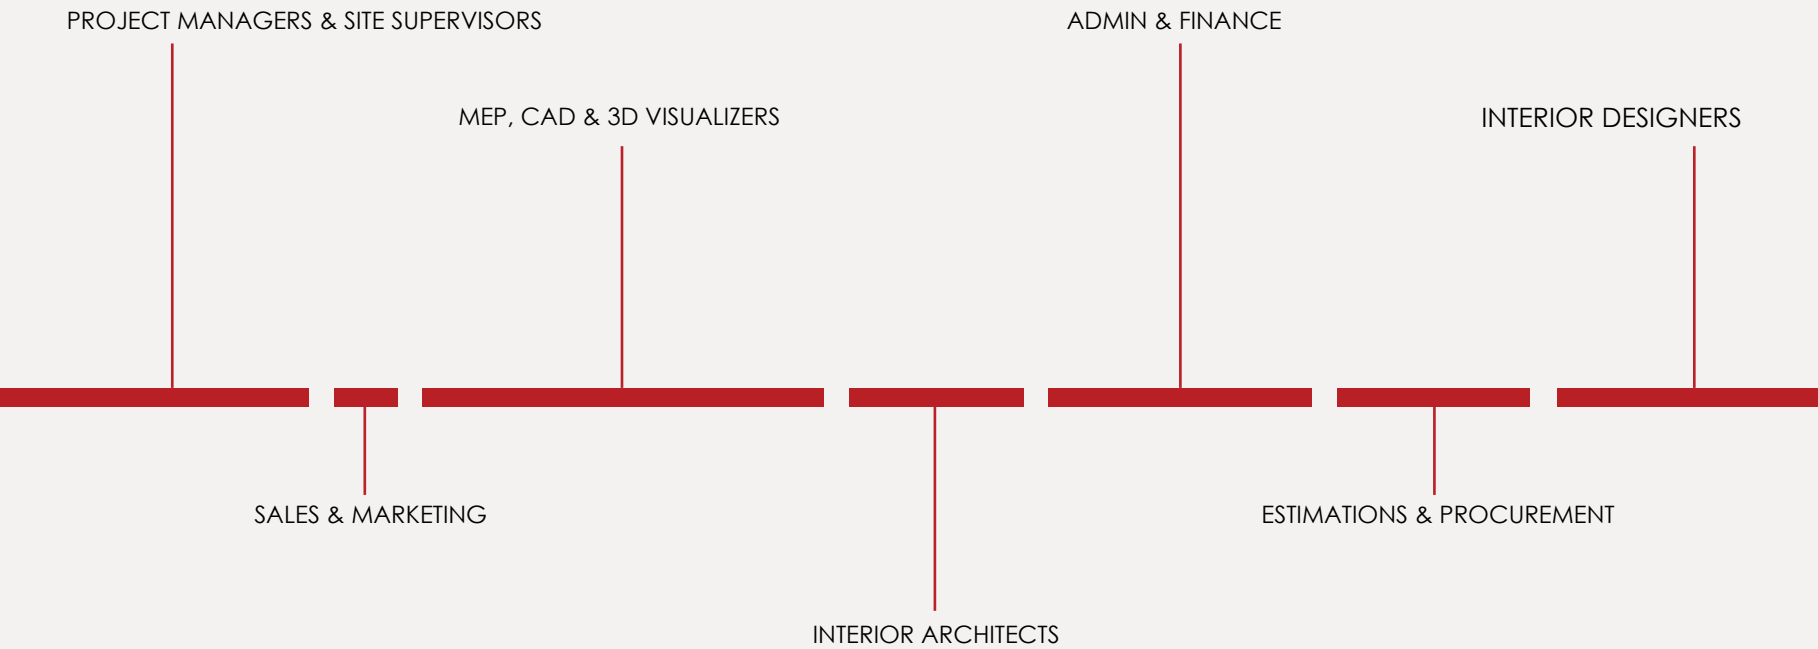 PROJECT MANAGERS & SITE SUPERVISORS
ADMIN & FINANCE
MEP, CAD & 3D VISUALIZERS
INTERIOR DESIGNERS
SALES & MARKETING
ESTIMATIONS & PROCUREMENT
INTERIOR ARCHITECTS